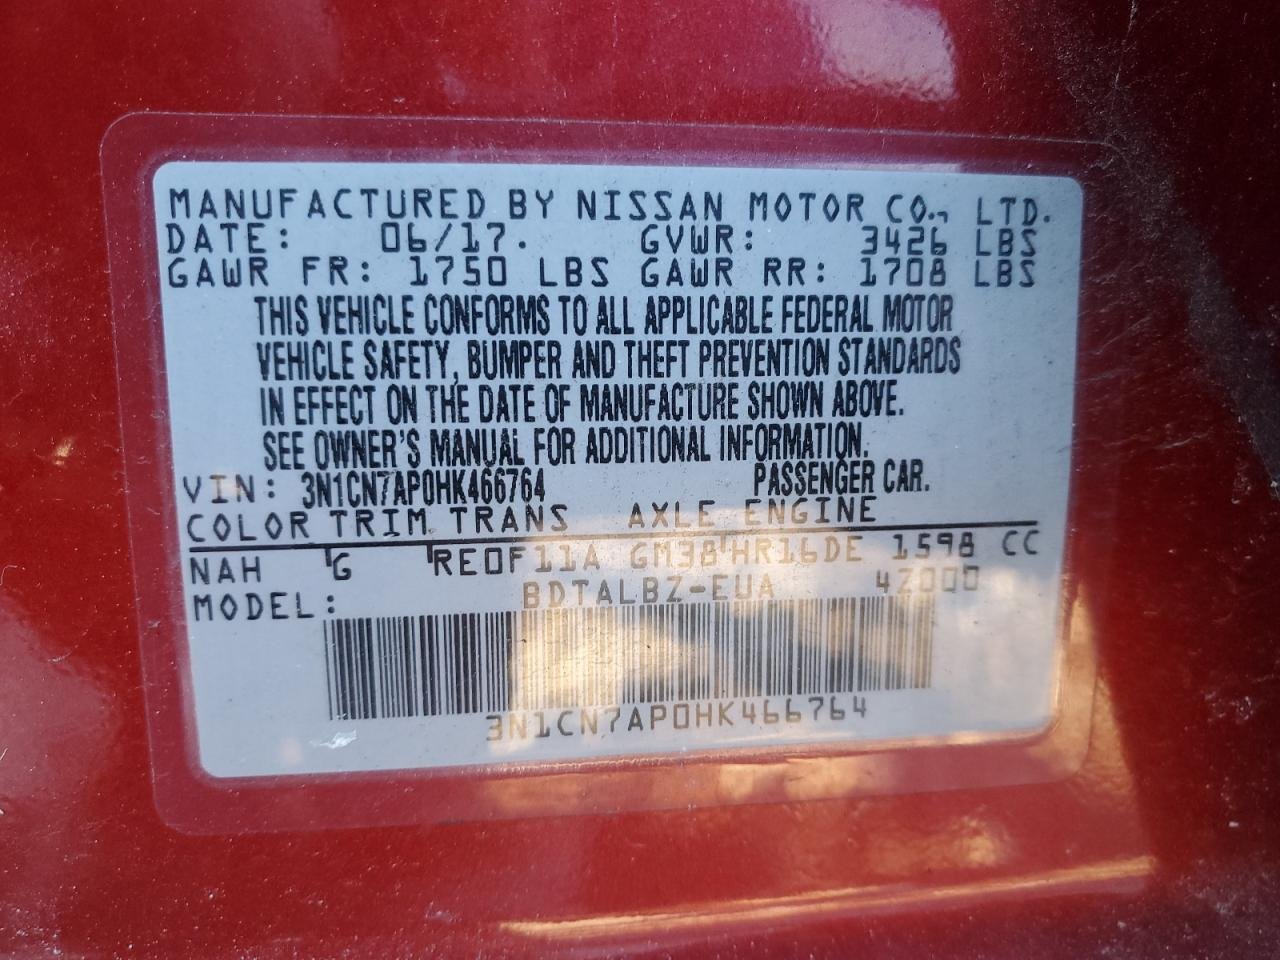 MANUFACTURED BY NISSAN MOTOR CO., LTD.
DATE: 06/17. GVWR: 3426 LBS
GAWR FR: 1750 LBS GAWR RR: 1708 LBS
THIS VEHICLE CONFORMS TO ALL APPLICABLE FEDERAL MOTOR
VEHICLE SAFETY, BUMPER AND THEFT PREVENTION STANDARDS
IN EFFECT ON THE DATE OF MANUFACTURE SHOWN ABOVE.
SEE OWNER'S MANUAL FOR ADDITIONAL INFORMATION.
VIN: 3N1CN7AP0HK466764 PASSENGER CAR.
COLOR TRIM TRANS AXLE ENGINE
NAH G RE0F11A GM38 HR16DE 1598 CC
MODEL: BDTALBZ-EUA 4Z000
3N1CN7AP0HK466764